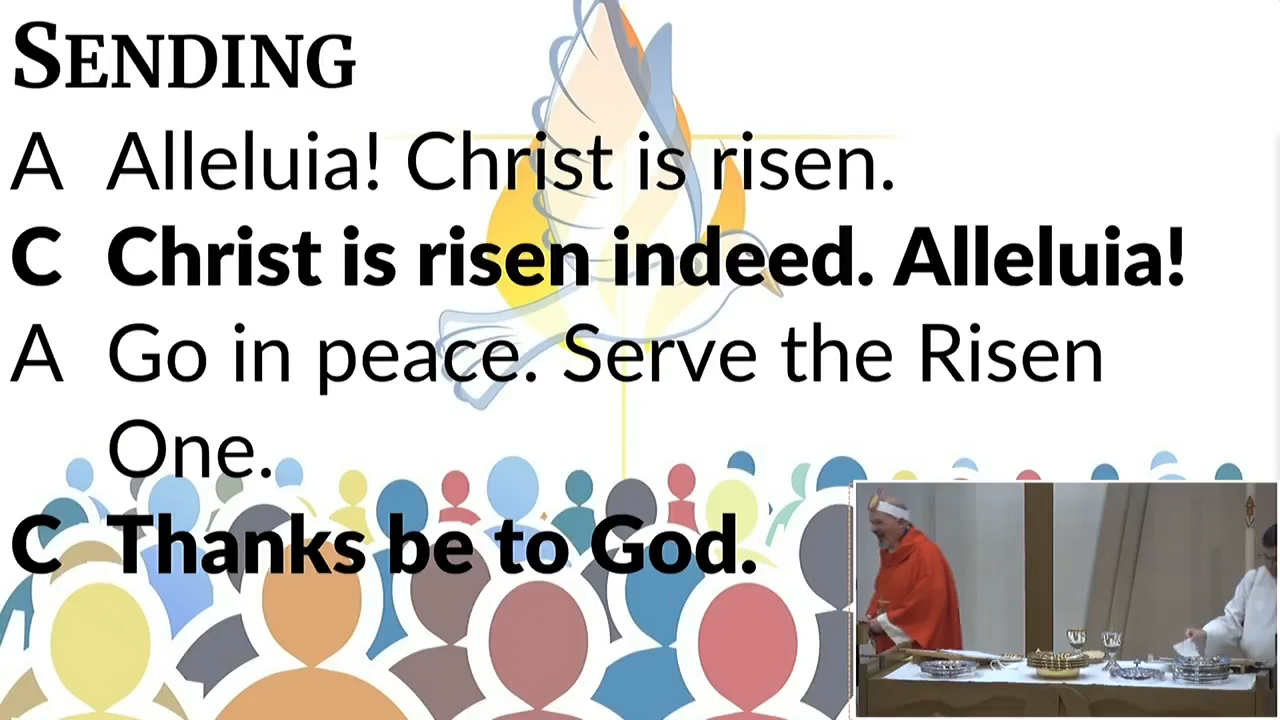 SENDING
A Alleluia! Christ is risen.
C Christ is risen indeed. Alleluia!
A Go in peace. Serve the Risen
One.
C Thanks be to God.